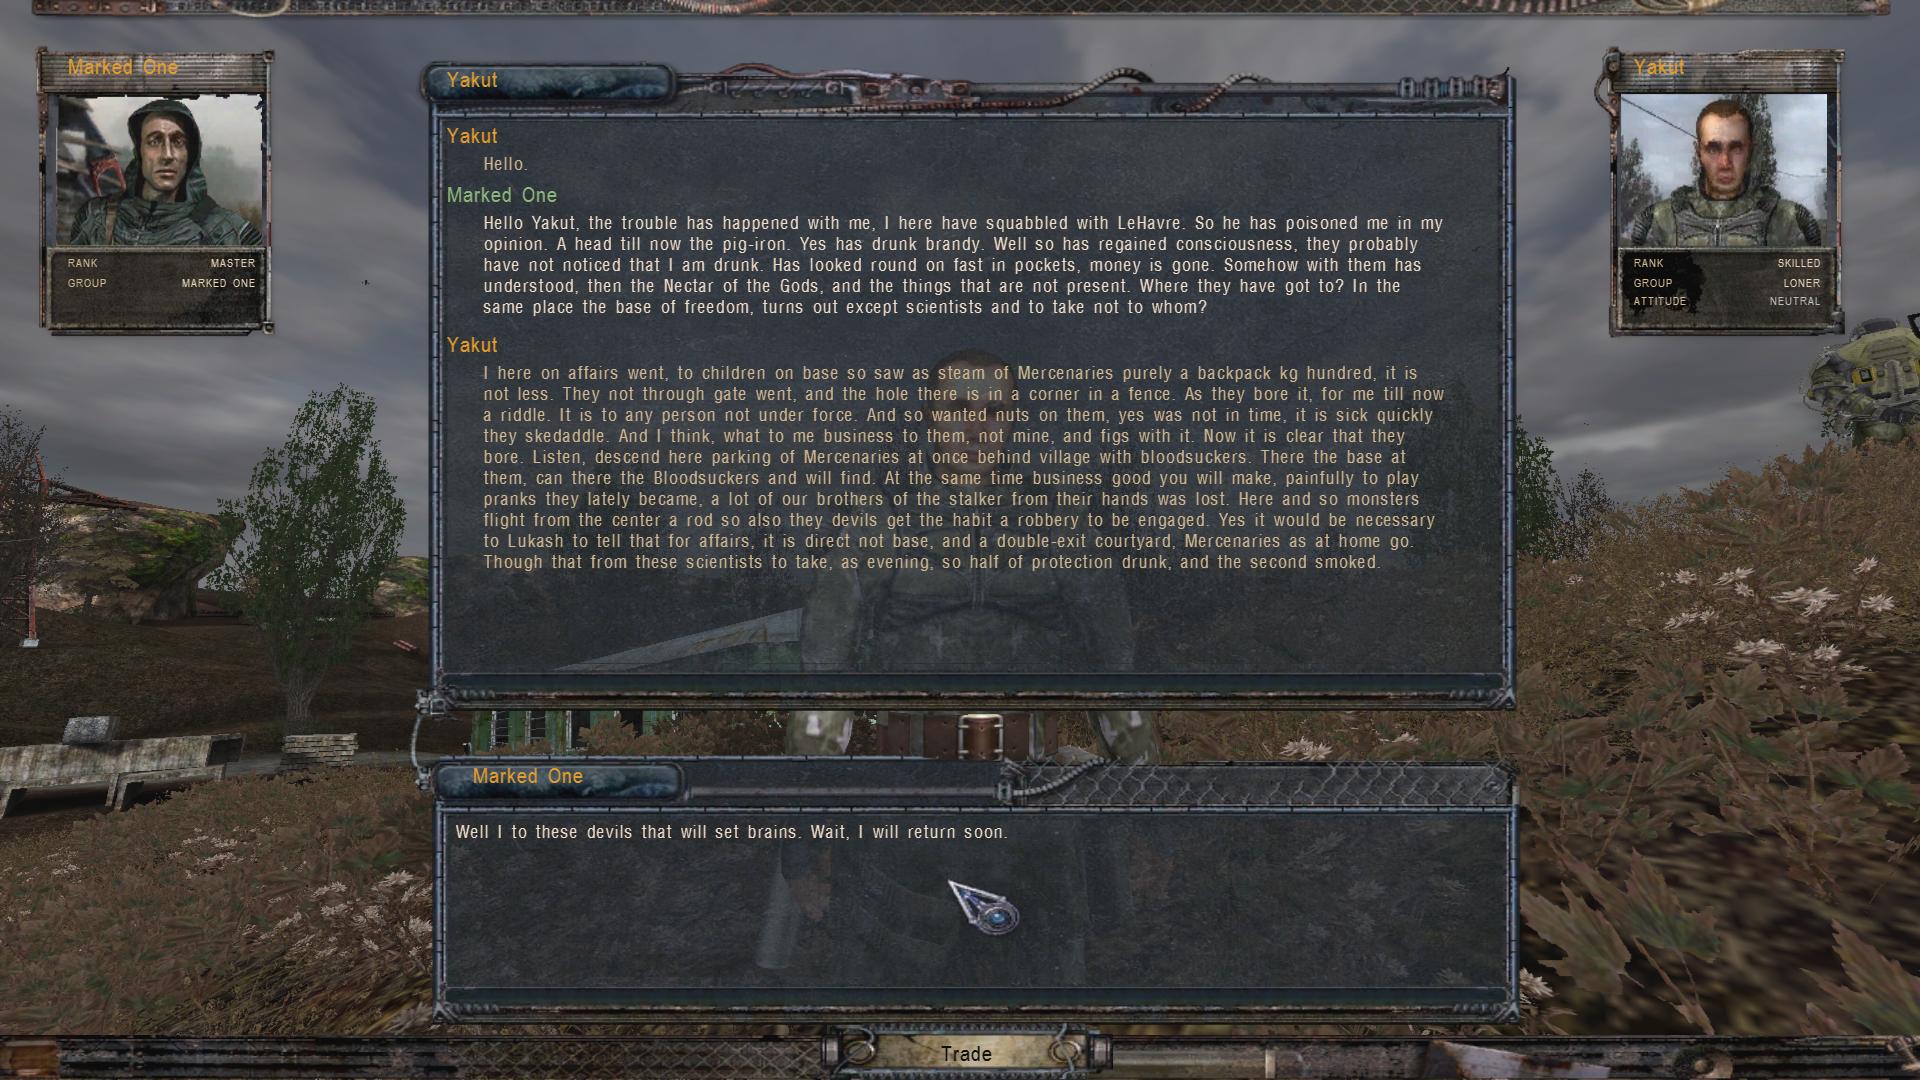 Marked One
Yakut
Yakut
Yakut
Hello.
Marked One
Hello Yakut, the trouble has happened with me, I here have squabbled with LeHavre. So he has poisoned me in my
opinion. A head till now the pig-iron. Yes has drunk brandy. Well so has regained consciousness, they probably
have not noticed that I am drunk. Has looked round on fast in pockets, money is gone. Somehow with them has
understood, then the Nectar of the Gods, and the things that are not present. Where they have got to? In the
same place the base of freedom, turns out except scientists and to take not to whom?
RANK MASTER
GROUP MARKED ONE
RANK SKILLED
GROUP LONER
ATTITUDE NEUTRAL
Yakut
I here on affairs went, to children on base so saw as steam of Mercenaries purely a backpack kg hundred, it is
not less. They not through gate went, and the hole there is in a corner in a fence. As they bore it, for me till now
a riddle. It is to any person not under force. And so wanted nuts on them, yes was not in time, it is sick quickly
they skedaddle. And I think, what to me business to them, not mine, and figs with it. Now it is clear that they
bore. Listen, descend here parking of Mercenaries at once behind village with bloodsuckers. There the base at
them, can there the Bloodsuckers and will find. At the same time business good you will make, painfully to play
pranks they lately became, a lot of our brothers of the stalker from their hands was lost. Here and so monsters
flight from the center a rod so also they devils get the habit a robbery to be engaged. Yes it would be necessary
to Lukash to tell that for affairs, it is direct not base, and a double-exit courtyard, Mercenaries as at home go.
Though that from these scientists to take, as evening, so half of protection drunk, and the second smoked.
Marked One
Well I to these devils that will set brains. Wait, I will return soon.
Trade